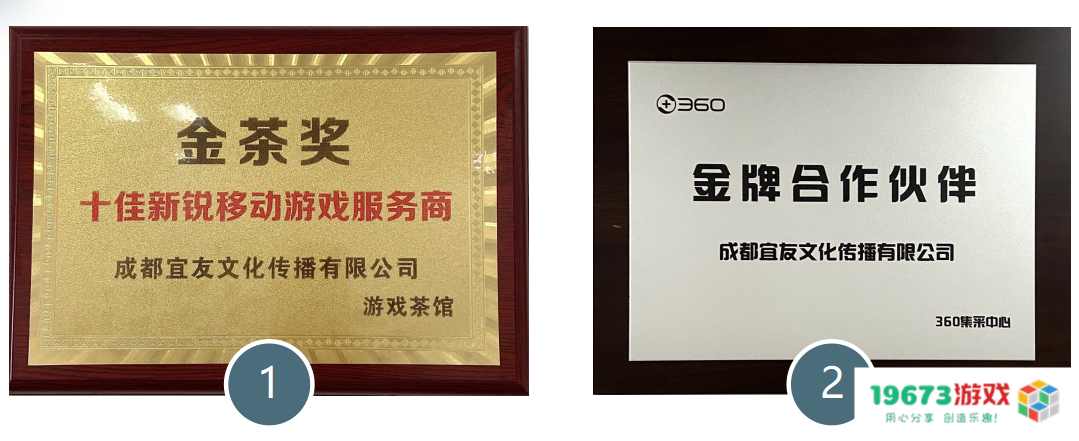 金茶奖
十佳新锐移动游戏服务商
成都宜友文化传播有限公司
游戏茶馆
1
360
金牌合作伙伴
成都宜友文化传播有限公司
360集采中心
2
19673游戏
用心分享 创造乐趣!